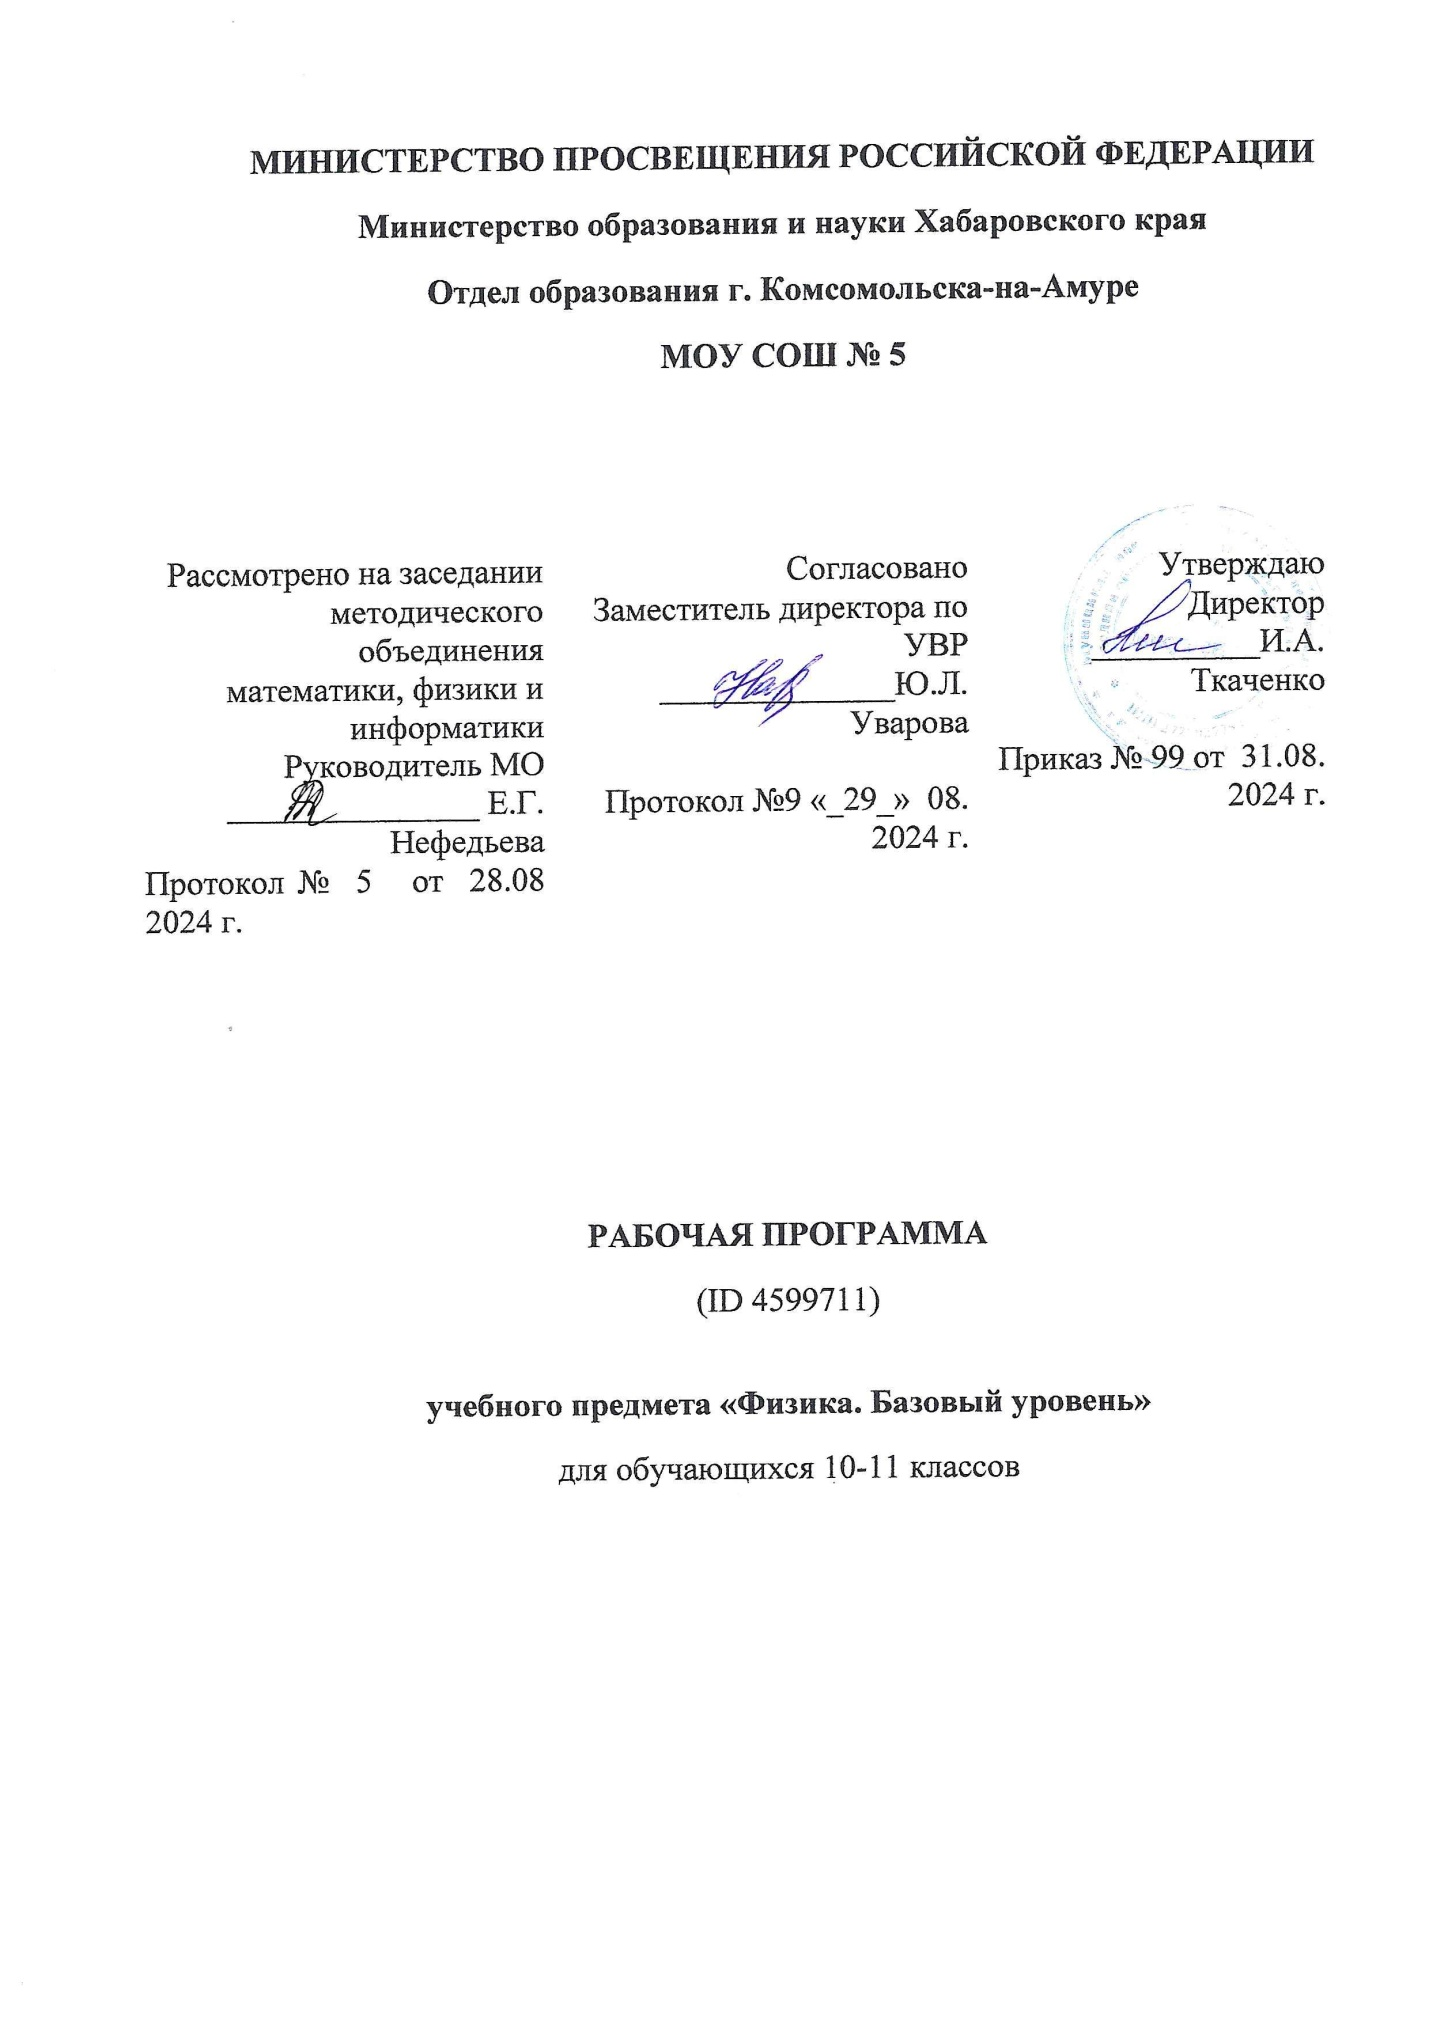 МИНИСТЕРСТВО ПРОСВЕЩЕНИЯ РОССИЙСКОЙ ФЕДЕРАЦИИ
Министерство образования и науки Хабаровского края
Отдел образования г. Комсомольска-на-Амуре
МОУ СОШ № 5
Рассмотрено на заседании
методического
объединения
математики, физики и
информатики
Руководитель МО
_______________ Е.Г.
Нефедьева
Протокол № 5 от 28.08
2024 г.
Согласовано
Заместитель директора по
УВР
______________Ю.Л.
Уварова
Протокол №9 «_29_» 08.
2024 г.
Утверждаю
Директор
__________И.А.
Ткаченко
Приказ № 99 от 31.08.
2024 г.
РАБОЧАЯ ПРОГРАММА
(ID 4599711)
учебного предмета «Физика. Базовый уровень»
для обучающихся 10-11 классов